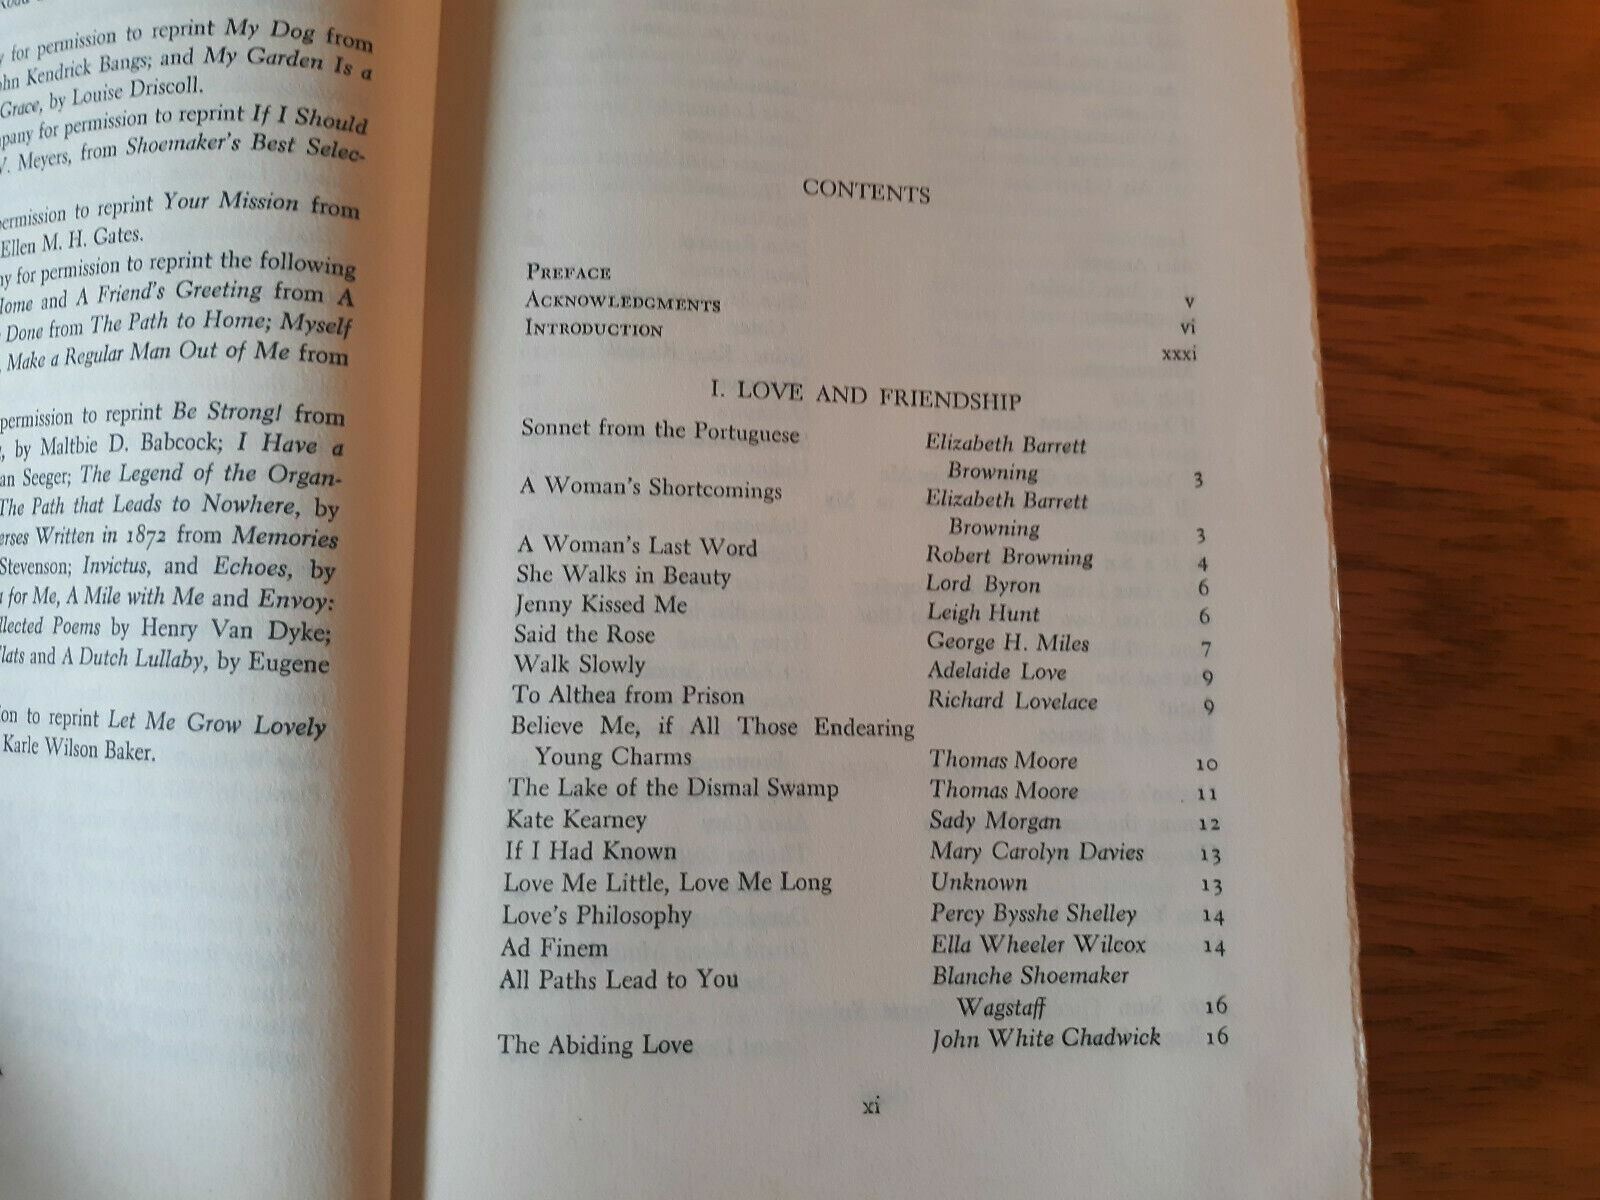 for permission to reprint My Dog from
John Kendrick Bangs; and My Garden Is a
Grace, by Louise Driscoll.
for permission to reprint If I Should
V. Meyers, from Shoemaker's Best Selec-
permission to reprint Your Mission from
Ellen M. H. Gates.
for permission to reprint the following
Home and A Friend's Greeting from A
Done from The Path to Home; Myself
Make a Regular Man Out of Me from
permission to reprint Be Strong! from
by Maltbie D. Babcock; I Have a
Seeger; The Legend of the Organ-
The Path that Leads to Nowhere, by
Written in 1872 from Memories
Stevenson; Invictus, and Echoes, by
for Me, A Mile with Me and Envoy:
Poems by Henry Van Dyke;
and A Dutch Lullaby, by Eugene
to reprint Let Me Grow Lovely
Karle Wilson Baker.
CONTENTS
PREFACE
ACKNOWLEDGMENTS v
INTRODUCTION vi
xxxi
I. LOVE AND FRIENDSHIP
Sonnet from the Portuguese Elizabeth Barrett
Browning 3
A Woman's Shortcomings Elizabeth Barrett
Browning 3
A Woman's Last Word Robert Browning 4
She Walks in Beauty Lord Byron 6
Jenny Kissed Me Leigh Hunt 6
Said the Rose George H. Miles 7
Walk Slowly Adelaide Love 9
To Althea from Prison Richard Lovelace 9
Believe Me, if All Those Endearing
Young Charms Thomas Moore 10
The Lake of the Dismal Swamp Thomas Moore 11
Kate Kearney Sady Morgan 12
If I Had Known Mary Carolyn Davies 13
Love Me Little, Love Me Long Unknown 13
Love's Philosophy Percy Bysshe Shelley 14
Ad Finem Ella Wheeler Wilcox 14
All Paths Lead to You Blanche Shoemaker
Wagstaff 16
The Abiding Love John White Chadwick 16
xi